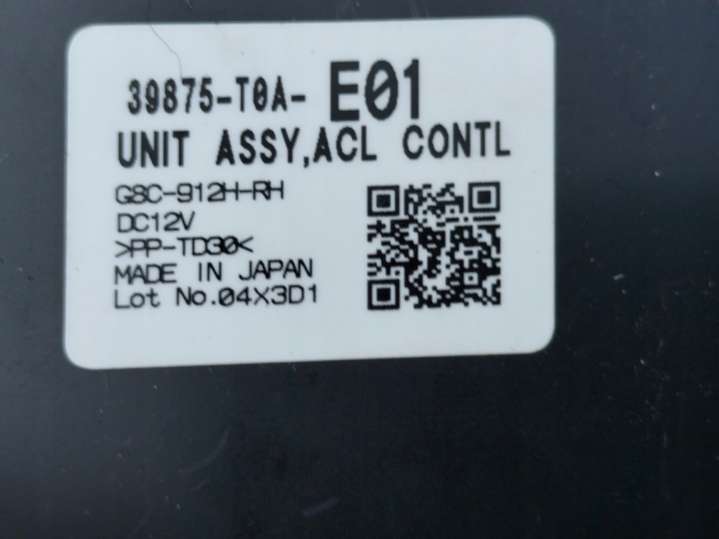 39875-T0A- E01
UNIT ASSY,ACL CONTL
G8C-912H-RH
DC12V
>PP-TD30<
MADE IN JAPAN
Lot No.04X3D1